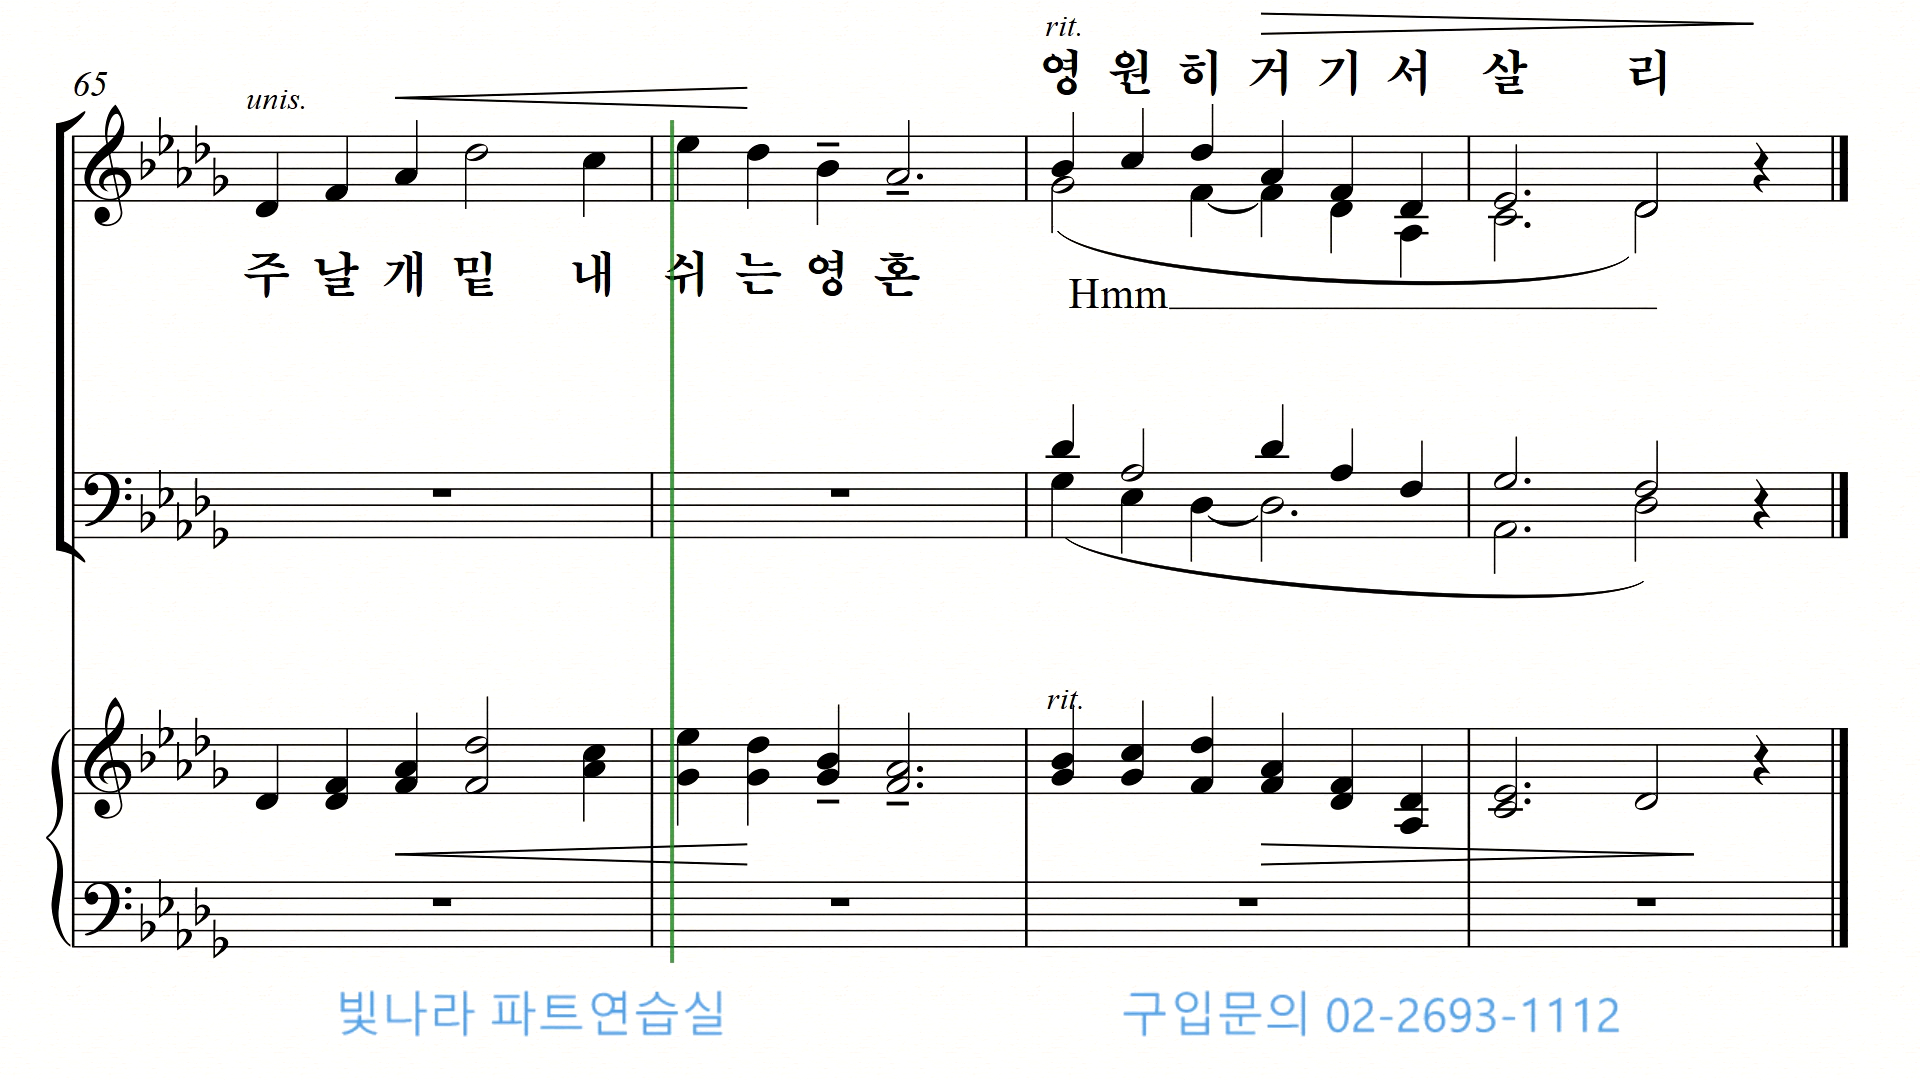 rit.
영 원 히 거 기 서 살 리
65
unis.
주 날 개 밑 내 쉬 는 영 혼
Hmm
rit.
빛나라 파트연습실 구입문의 02-2693-1112